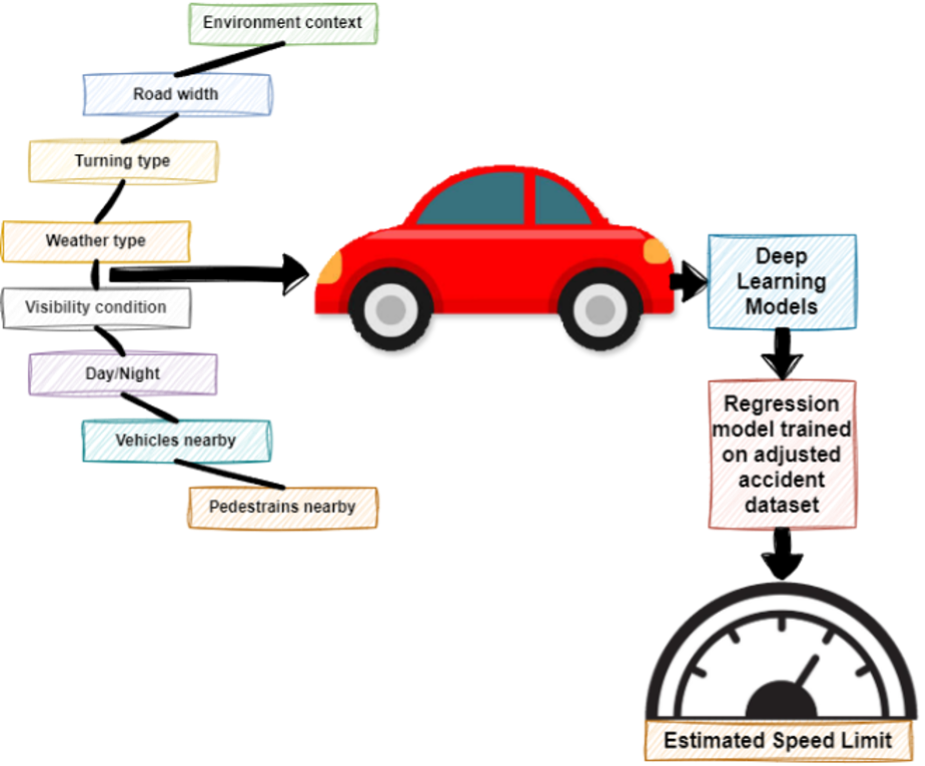 Environment context
Road width
Turning type
Weather type
Visibility condition
Day/Night
Vehicles nearby
Pedestrains nearby
Deep
Learning
Models
Regression
model trained
on adjusted
accident
dataset
Estimated Speed Limit